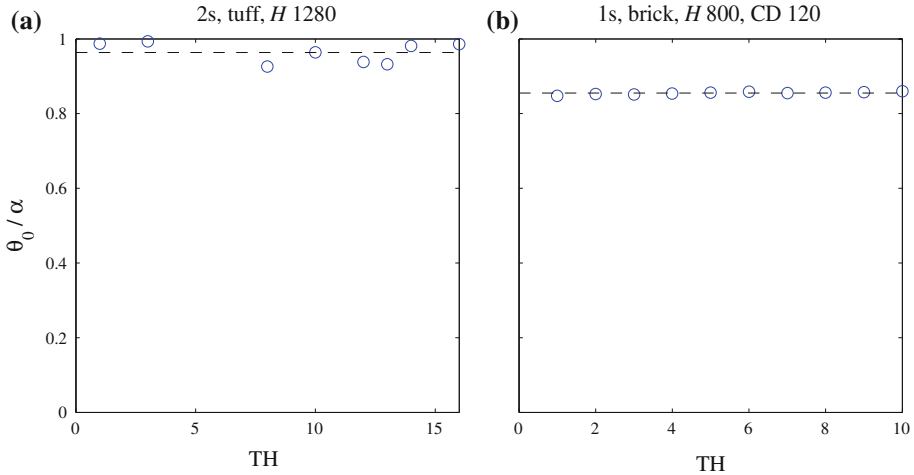 (a) 2s, tuff, H 1280
1
0.8
0.6
0.4
0.2
0
θ0 / α
0 5 10 15
TH
(b) 1s, brick, H 800, CD 120
0 2 4 6 8 10
TH